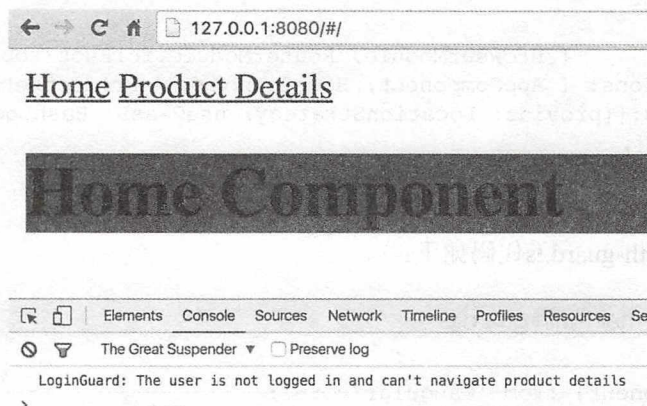 127.0.0.1:8080/#/
Home Product Details
Home Component
Elements Console Sources Network Timeline Profiles Resources Se
The Great Suspender ▼ Preserve log
LoginGuard: The user is not logged in and can't navigate product details
>